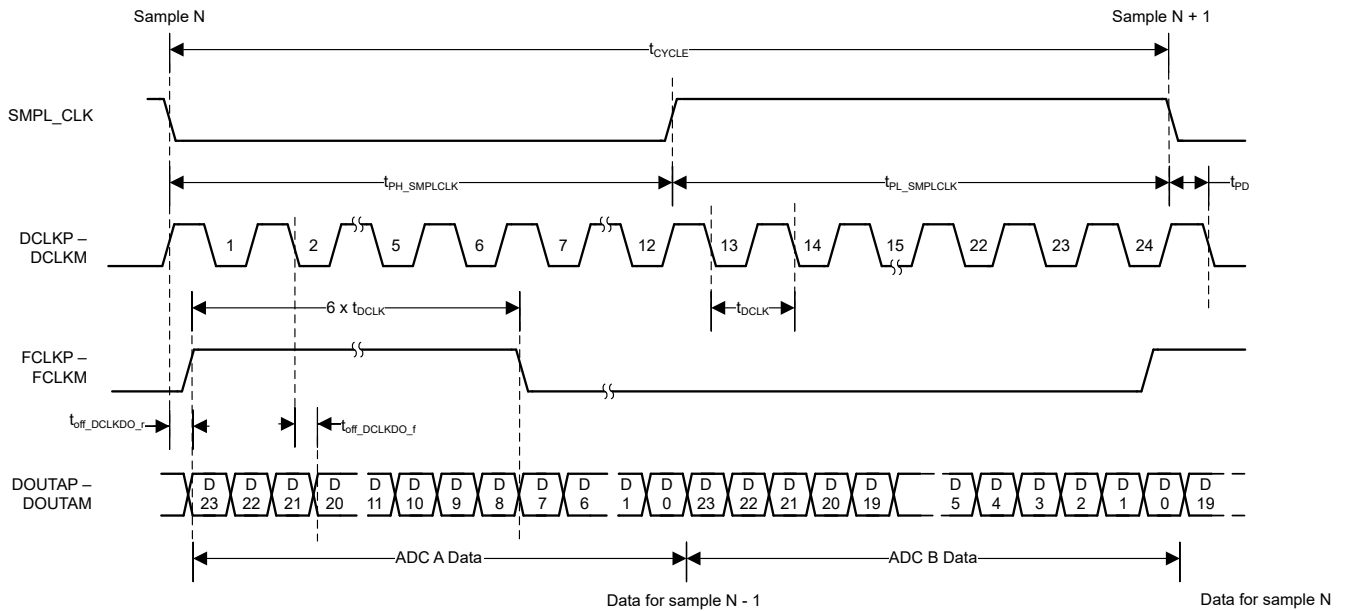 Sample N
Sample N + 1
tCYCLE
SMPL_CLK
tPH_SMPLCLK
tPL_SMPLCLK
tPD
DCLKP –
DCLKM
1 2 5 6 7 12 13 14 15 22 23 24
6 x tDCLK
tDCLK
FCLKP –
FCLKM
toff_DCLKDO_r
toff_DCLKDO_f
DOUTAP –
DOUTAM
D D D D D D D D D D D D D D D D D D D D D D D D D
23 22 21 20 11 10 9 8 7 6 1 0 23 22 21 20 19 5 4 3 2 1 0 19
ADC A Data
ADC B Data
Data for sample N - 1
Data for sample N